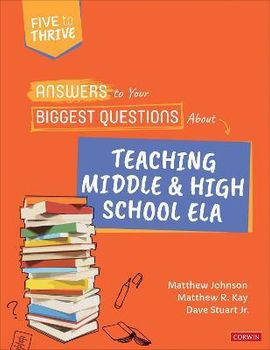 FIVE to
THRIVE
ANSWERS to Your
BIGGEST QUESTIONS About
TEACHING
MIDDLE & HIGH
SCHOOL ELA
Matthew Johnson
Matthew R. Kay
Dave Stuart Jr.
CORWIN